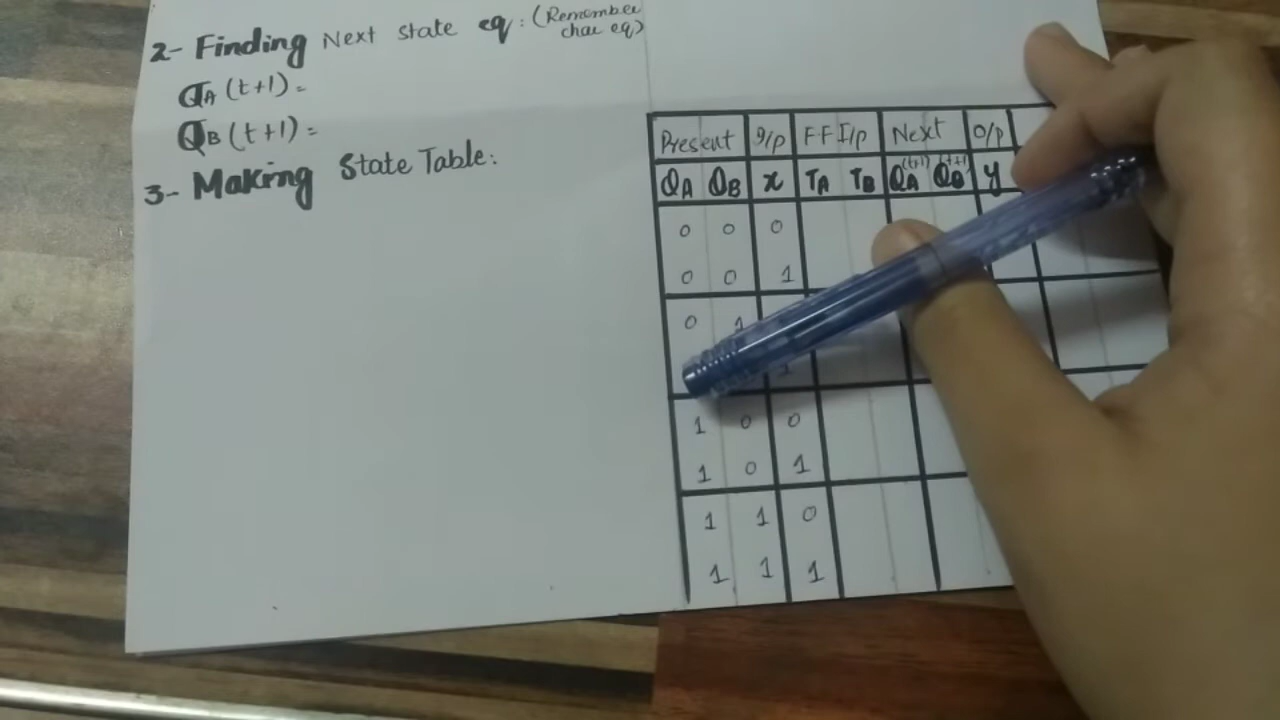 2- Finding Next state eq: (Remember char eq)
QA (t+1) =
QB (t+1) =
3- Making State Table:
Present I/p FF I/p Next O/p
QA QB x TA TB QA(t+1) QB(t+1) y
0 0 0
0 0 1
0 1
1
1 0 0
1 0 1
1 1 0
1 1 1